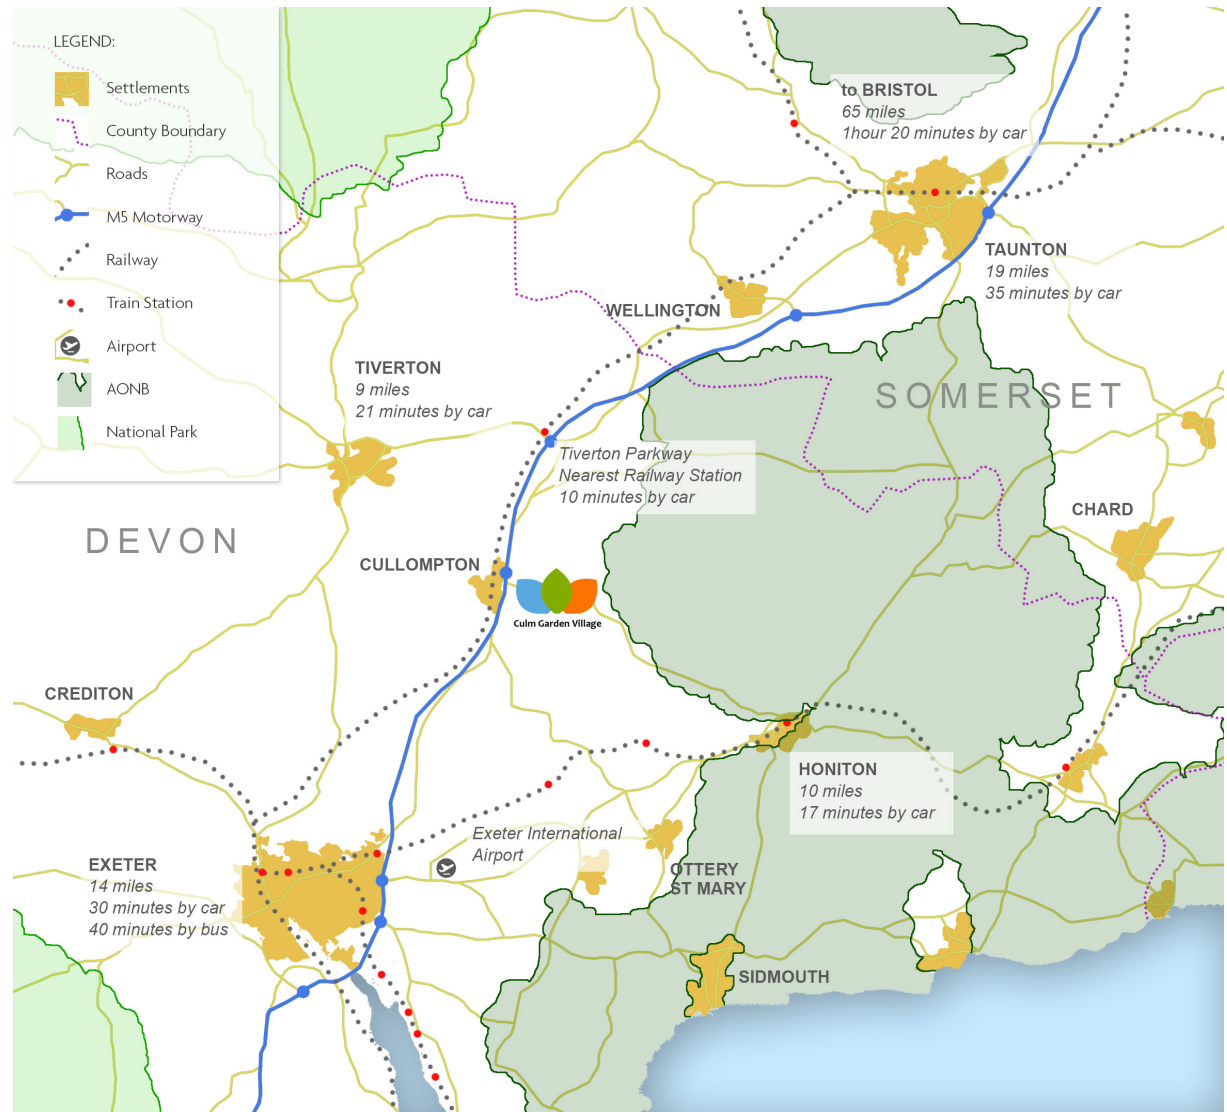 LEGEND:
Settlements
County Boundary
Roads
M5 Motorway
Railway
Train Station
Airport
AONB
National Park
to BRISTOL
65 miles
1hour 20 minutes by car
TAUNTON
19 miles
35 minutes by car
WELLINGTON
TIVERTON
9 miles
21 minutes by car
SOMERSET
Tiverton Parkway
Nearest Railway Station
10 minutes by car
CHARD
DEVON
CULLOMPTON
Culm Garden Village
CREDITON
HONITON
10 miles
17 minutes by car
Exeter International
Airport
EXETER
14 miles
30 minutes by car
40 minutes by bus
OTTERY
ST MARY
SIDMOUTH